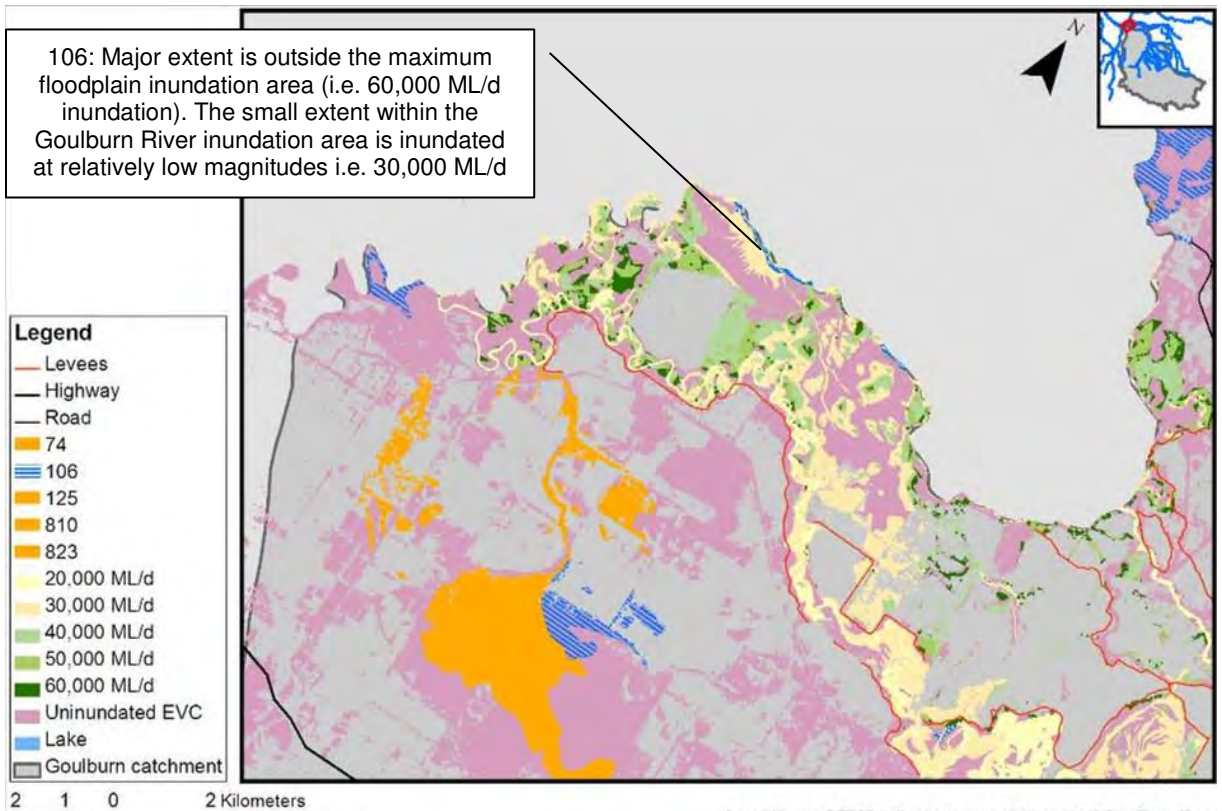 106: Major extent is outside the maximum
floodplain inundation area (i.e. 60,000 ML/d
inundation). The small extent within the
Goulburn River inundation area is inundated
at relatively low magnitudes i.e. 30,000 ML/d
N
Legend
Levees
Highway
Road
74
106
125
810
823
20,000 ML/d
30,000 ML/d
40,000 ML/d
50,000 ML/d
60,000 ML/d
Uninundated EVC
Lake
Goulburn catchment
2 1 0 2 Kilometers